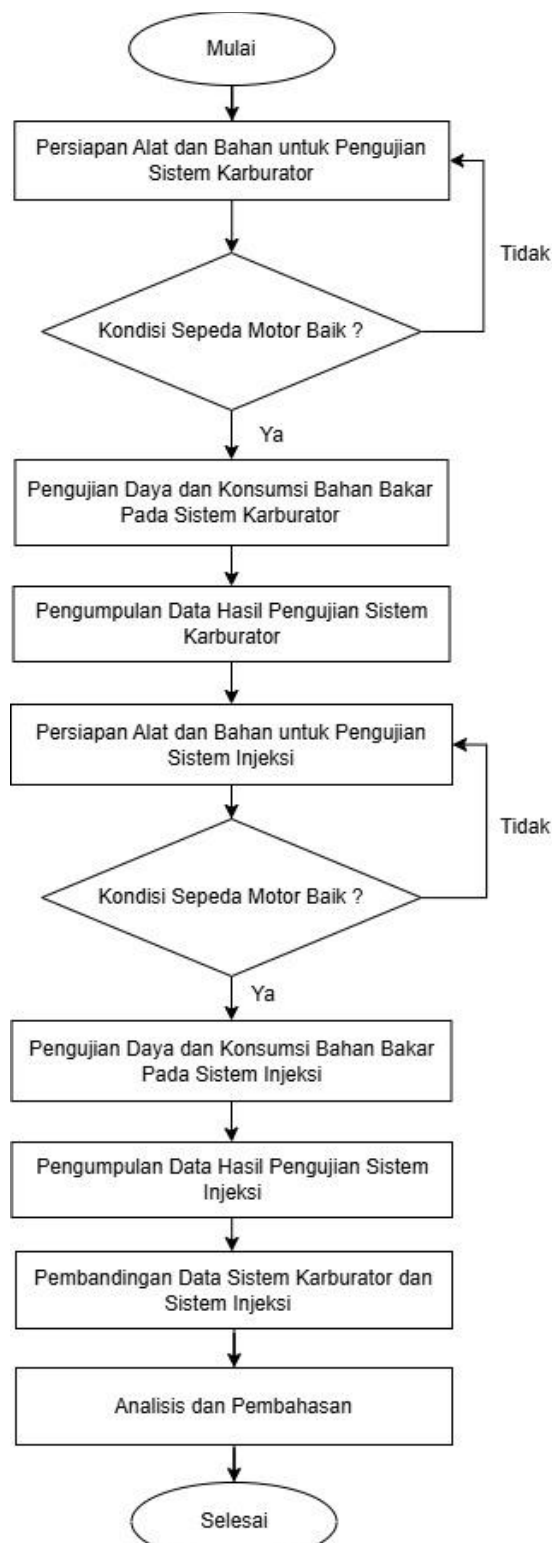 Mulai
Persiapan Alat dan Bahan untuk Pengujian
Sistem Karburator
Tidak
Kondisi Sepeda Motor Baik ?
Ya
Pengujian Daya dan Konsumsi Bahan Bakar
Pada Sistem Karburator
Pengumpulan Data Hasil Pengujian Sistem
Karburator
Persiapan Alat dan Bahan untuk Pengujian
Sistem Injeksi
Tidak
Kondisi Sepeda Motor Baik ?
Ya
Pengujian Daya dan Konsumsi Bahan Bakar
Pada Sistem Injeksi
Pengumpulan Data Hasil Pengujian Sistem
Injeksi
Pembandingan Data Sistem Karburator dan
Sistem Injeksi
Analisis dan Pembahasan
Selesai